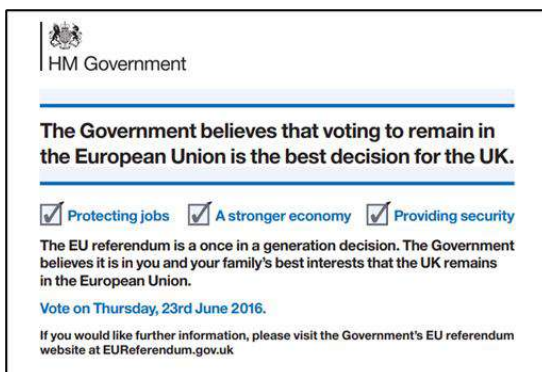 HM Government
The Government believes that voting to remain in
the European Union is the best decision for the UK.
Protecting jobs A stronger economy Providing security
The EU referendum is a once in a generation decision. The Government
believes it is in you and your family's best interests that the UK remains
in the European Union.
Vote on Thursday, 23rd June 2016.
If you would like further information, please visit the Government's EU referendum
website at EUReferendum.gov.uk